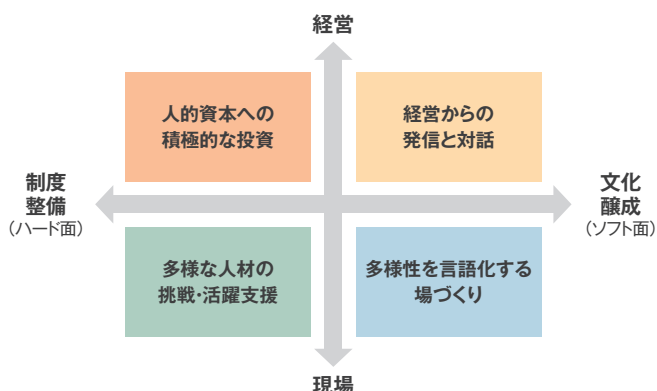 経営
人的資本への
積極的な投資
経営からの
発信と対話
制度
整備
(ハード面)
文化
醸成
(ソフト面)
多様な人材の
挑戦・活躍支援
多様性を言語化する
場づくり
現場